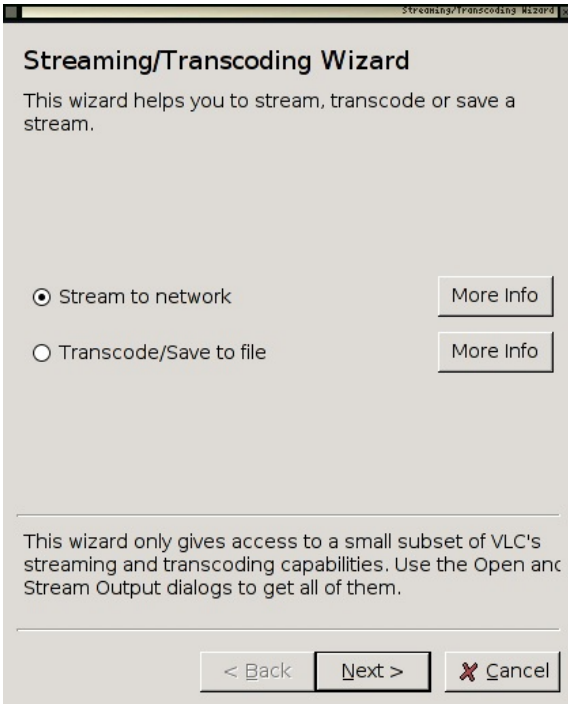 Streaming/Transcoding Wizard
Streaming/Transcoding Wizard
This wizard helps you to stream, transcode or save a
stream.
Stream to network
More Info
Transcode/Save to file
More Info
This wizard only gives access to a small subset of VLC's
streaming and transcoding capabilities. Use the Open and
Stream Output dialogs to get all of them.
< Back
Next >
Cancel